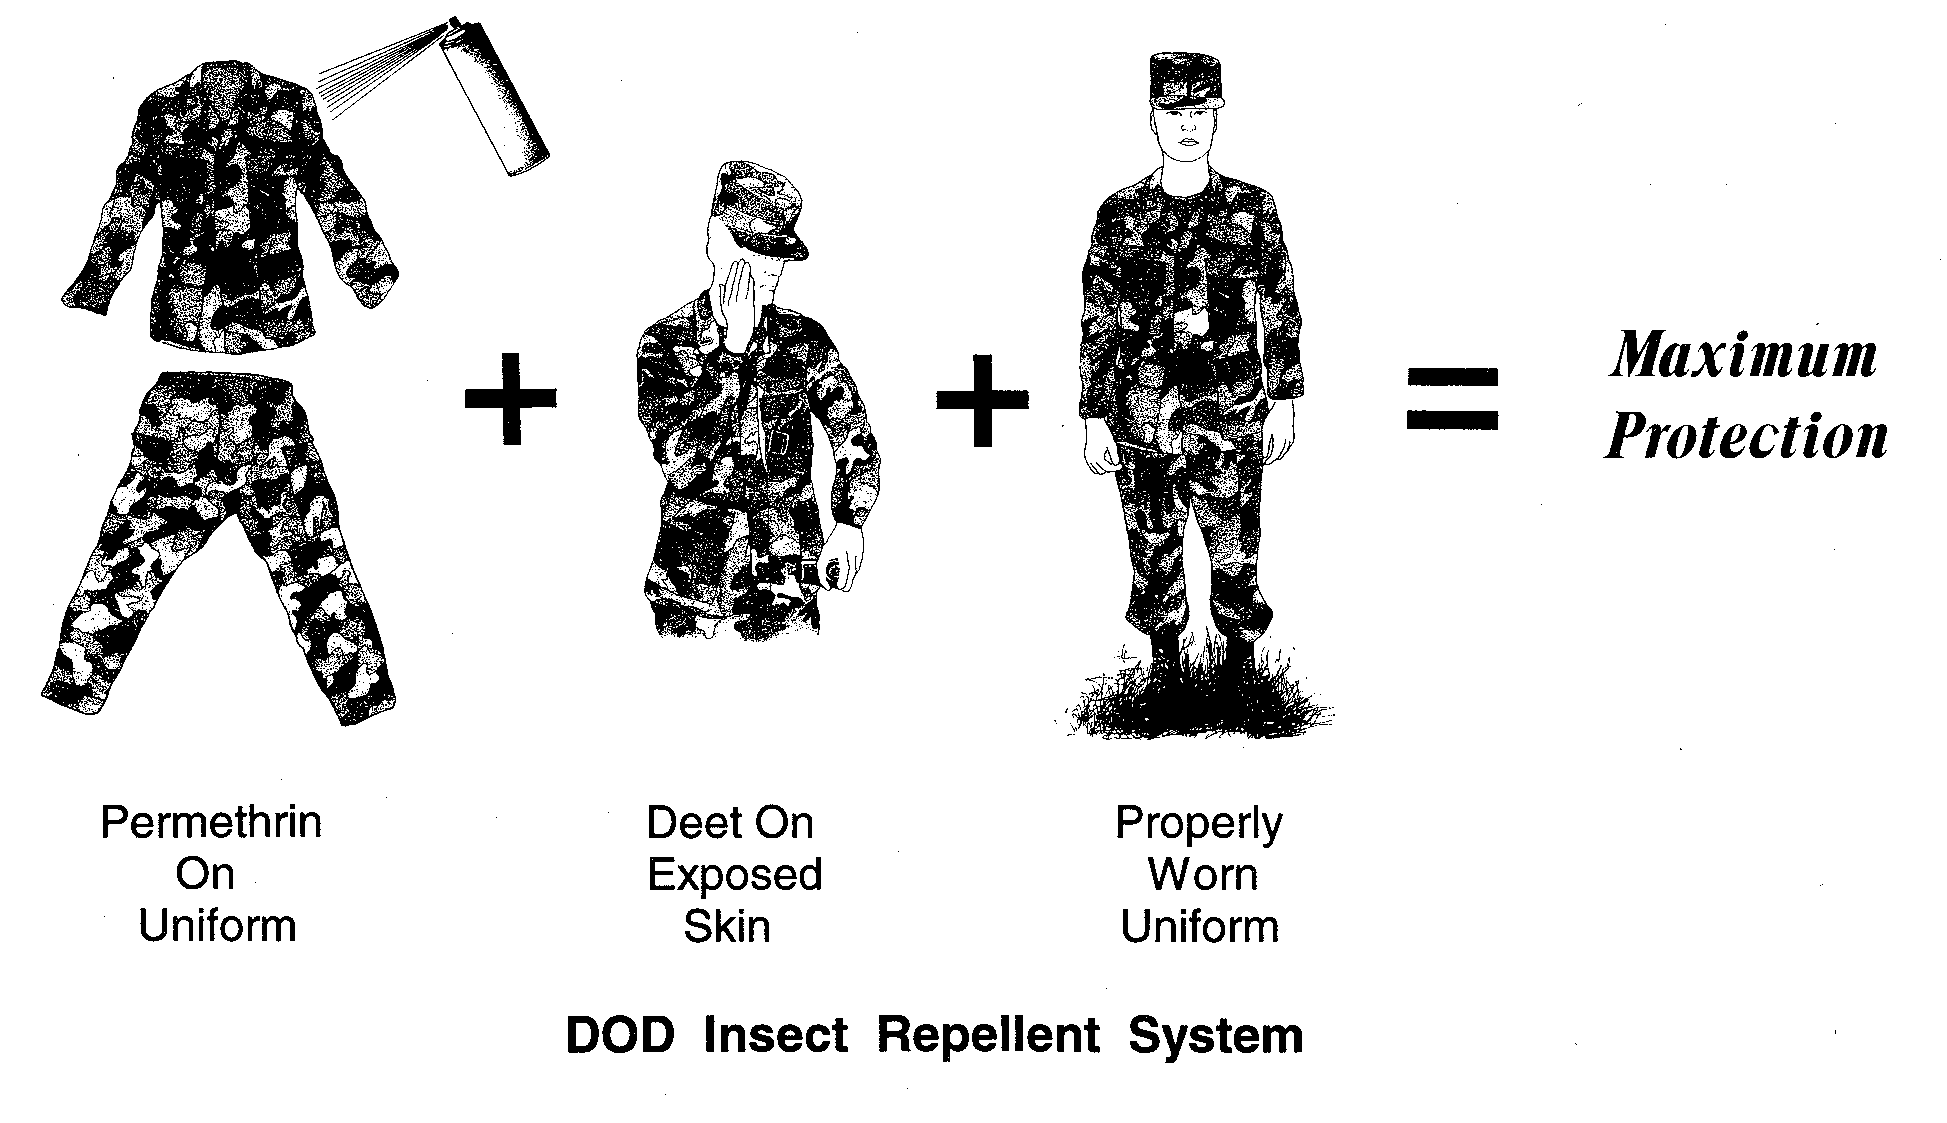 Maximum
Protection
Permethrin
On
Uniform
Deet On
Exposed
Skin
Properly
Worn
Uniform
DOD Insect Repellent System